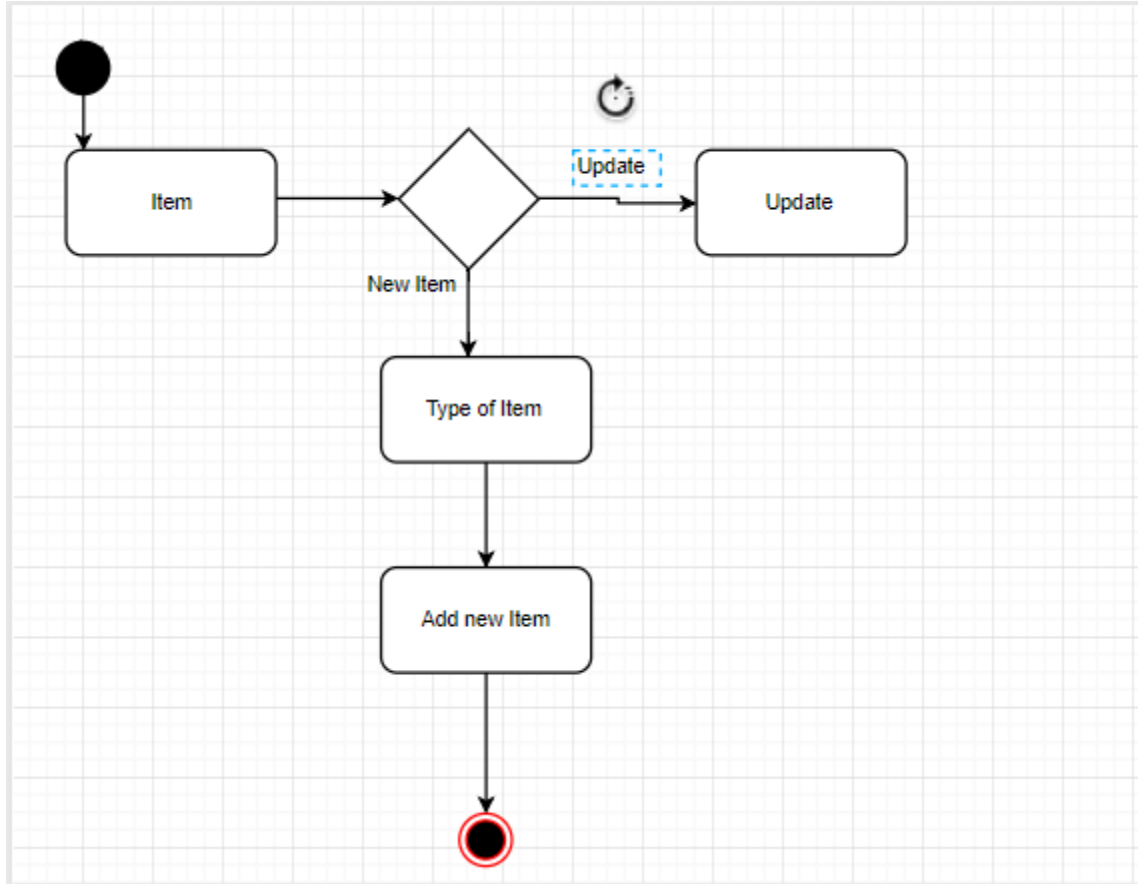 Update
Item
Update
New Item
Type of Item
Add new Item